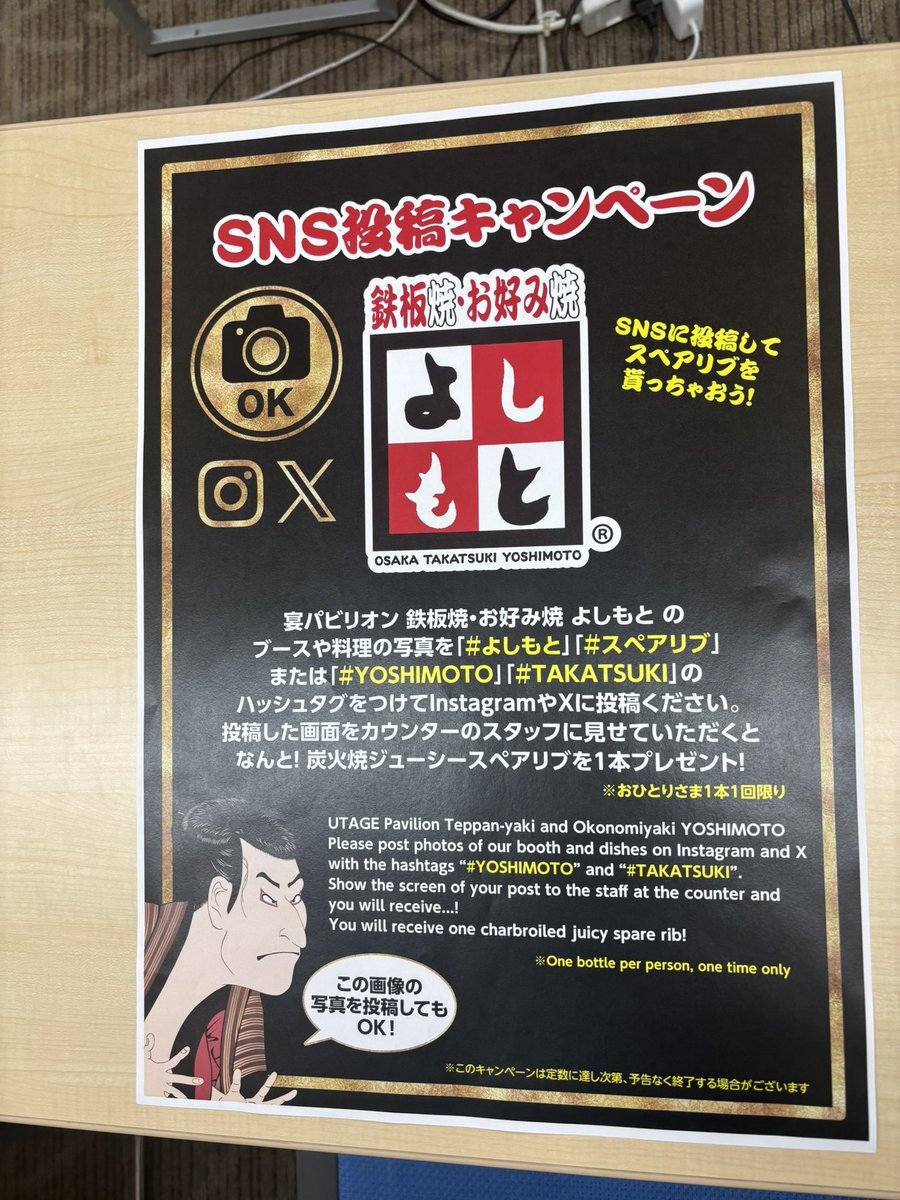 SNS投稿キャンペーン
鉄板焼・お好み焼
よし
もと
®
OSAKA TAKATSUKI YOSHIMOTO
OK
SNSに投稿して
スペアリブを
貰っちゃおう!
宴パビリオン 鉄板焼・お好み焼 よしもと の
ブースや料理の写真を「#よしもと」「#スペアリブ」
または「#YOSHIMOTO」「#TAKATSUKI」の
ハッシュタグをつけてInstagramやXに投稿ください。
投稿した画面をカウンターのスタッフに見せていただくと
なんと! 炭火焼ジューシースペアリブを1本プレゼント!
※おひとりさま1本1回限り
UTAGE Pavilion Teppan-yaki and Okonomiyaki YOSHIMOTO
Please post photos of our booth and dishes on Instagram and X
with the hashtags “#YOSHIMOTO” and “#TAKATSUKI”.
Show the screen of your post to the staff at the counter and
you will receive...!
You will receive one charbroiled juicy spare rib!
※One bottle per person, one time only
この画像の
写真を投稿しても
OK!
※このキャンペーンは定数に達し次第、予告なく終了する場合がございます